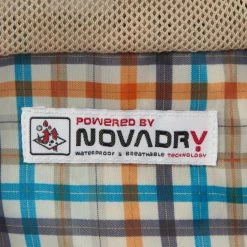 POWERED BY
NOVADRY
WATERPROOF & BREATHABLE TECHNOLOGY